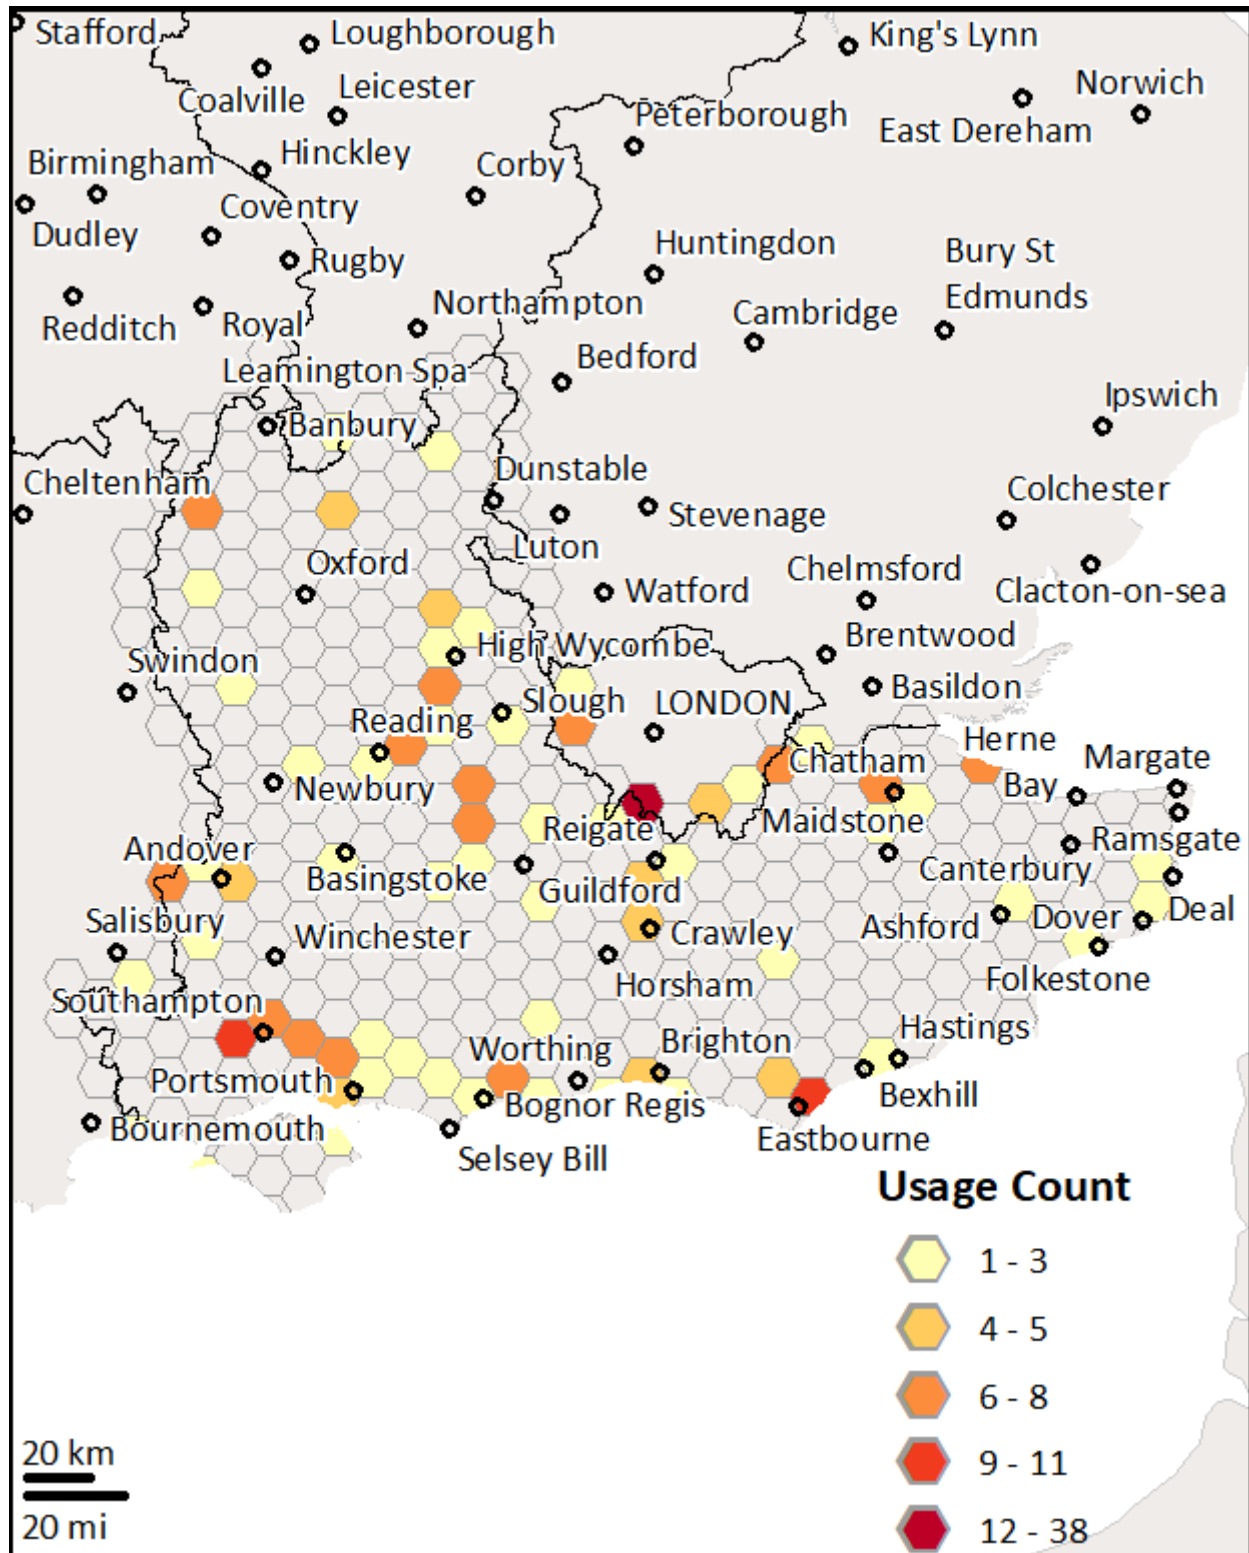 Stafford
Loughborough
King's Lynn
Coalville
Leicester
Norwich
Peterborough
East Dereham
Birmingham
Hinckley
Corby
Dudley
Coventry
Rugby
Huntingdon
Bury St
Edmunds
Redditch
Royal
Leamington Spa
Northampton
Cambridge
Bedford
Ipswich
Banbury
Cheltenham
Dunstable
Stevenage
Colchester
Luton
Oxford
Watford
Chelmsford
Clacton-on-sea
High Wycombe
Brentwood
Swindon
Slough
LONDON
Basildon
Reading
Chatham
Herne
Bay
Margate
Newbury
Reigate
Maidstone
Ramsgate
Andover
Basingstoke
Guildford
Canterbury
Salisbury
Winchester
Crawley
Ashford
Dover
Deal
Southampton
Horsham
Folkestone
Worthing
Brighton
Hastings
Portsmouth
Bognor Regis
Bexhill
Bournemouth
Selsey Bill
Eastbourne
Usage Count
1 - 3
4 - 5
6 - 8
9 - 11
12 - 38
20 km
20 mi